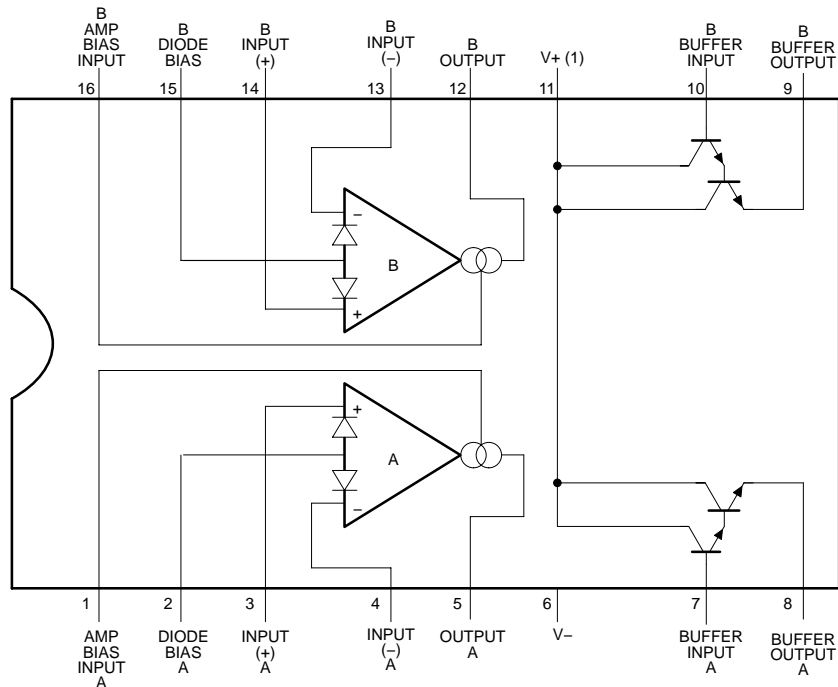 B
AMP
BIAS
INPUT
B
DIODE
BIAS
B
INPUT
(+)
B
INPUT
(–)
B
OUTPUT
V+ (1)
B
BUFFER
INPUT
B
BUFFER
OUTPUT
16
15
14
13
12
11
10
9
–
B
+
+
A
–
1
2
3
4
5
6
7
8
AMP
BIAS
INPUT
A
DIODE
BIAS
A
INPUT
(+)
A
INPUT
(–)
A
OUTPUT
A
V–
BUFFER
INPUT
A
BUFFER
OUTPUT
A